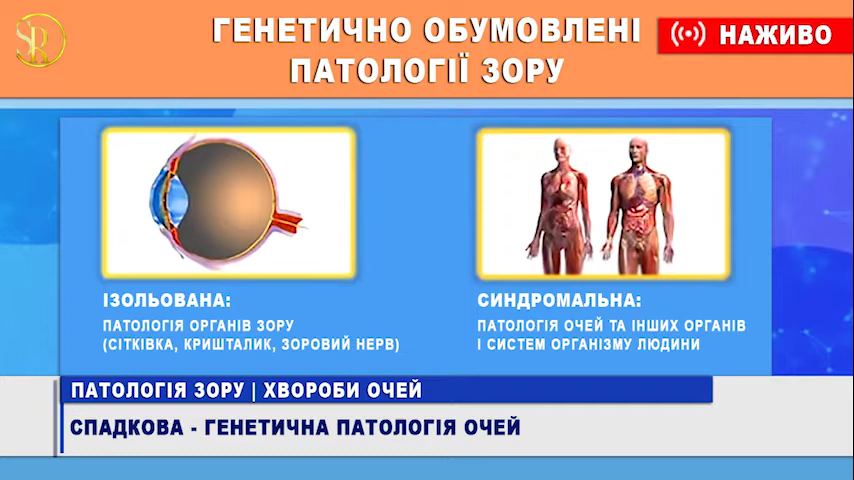 SR
ГЕНЕТИЧНО ОБУМОВЛЕНІ
ПАТОЛОГІЇ ЗОРУ
НАЖИВО
ІЗОЛЬОВАНА:
ПАТОЛОГІЯ ОРГАНІВ ЗОРУ
(СІТКІВКА, КРИШТАЛИК, ЗОРОВИЙ НЕРВ)
СИНДРОМАЛЬНА:
ПАТОЛОГІЯ ОЧЕЙ ТА ІНШИХ ОРГАНІВ
І СИСТЕМ ОРГАНІЗМУ ЛЮДИНИ
ПАТОЛОГІЯ ЗОРУ | ХВОРОБИ ОЧЕЙ
СПАДКОВА - ГЕНЕТИЧНА ПАТОЛОГІЯ ОЧЕЙ